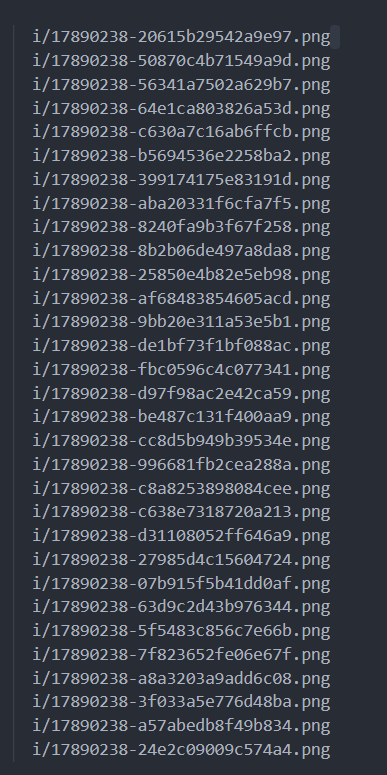 i/17890238-20615b29542a9e97.png
i/17890238-50870c4b71549a9d.png
i/17890238-56341a7502a629b7.png
i/17890238-64e1ca803826a53d.png
i/17890238-c630a7c16ab6ffcb.png
i/17890238-b5694536e2258ba2.png
i/17890238-399174175e83191d.png
i/17890238-aba20331f6cfa7f5.png
i/17890238-8240fa9b3f67f258.png
i/17890238-8b2b06de497a8da8.png
i/17890238-25850e4b82e5eb98.png
i/17890238-af68483854605acd.png
i/17890238-9bb20e311a53e5b1.png
i/17890238-de1bf73f1bf088ac.png
i/17890238-fbc0596c4c077341.png
i/17890238-d97f98ac2e42ca59.png
i/17890238-be487c131f400aa9.png
i/17890238-cc8d5b949b39534e.png
i/17890238-996681fb2cea288a.png
i/17890238-c8a8253898084cee.png
i/17890238-c638e7318720a213.png
i/17890238-d31108052ff646a9.png
i/17890238-27985d4c15604724.png
i/17890238-07b915f5b41dd0af.png
i/17890238-63d9c2d43b976344.png
i/17890238-5f5483c856c7e66b.png
i/17890238-7f823652fe06e67f.png
i/17890238-a8a3203a9add6c08.png
i/17890238-3f033a5e776d48ba.png
i/17890238-a57abedb8f49b834.png
i/17890238-24e2c09009c574a4.png